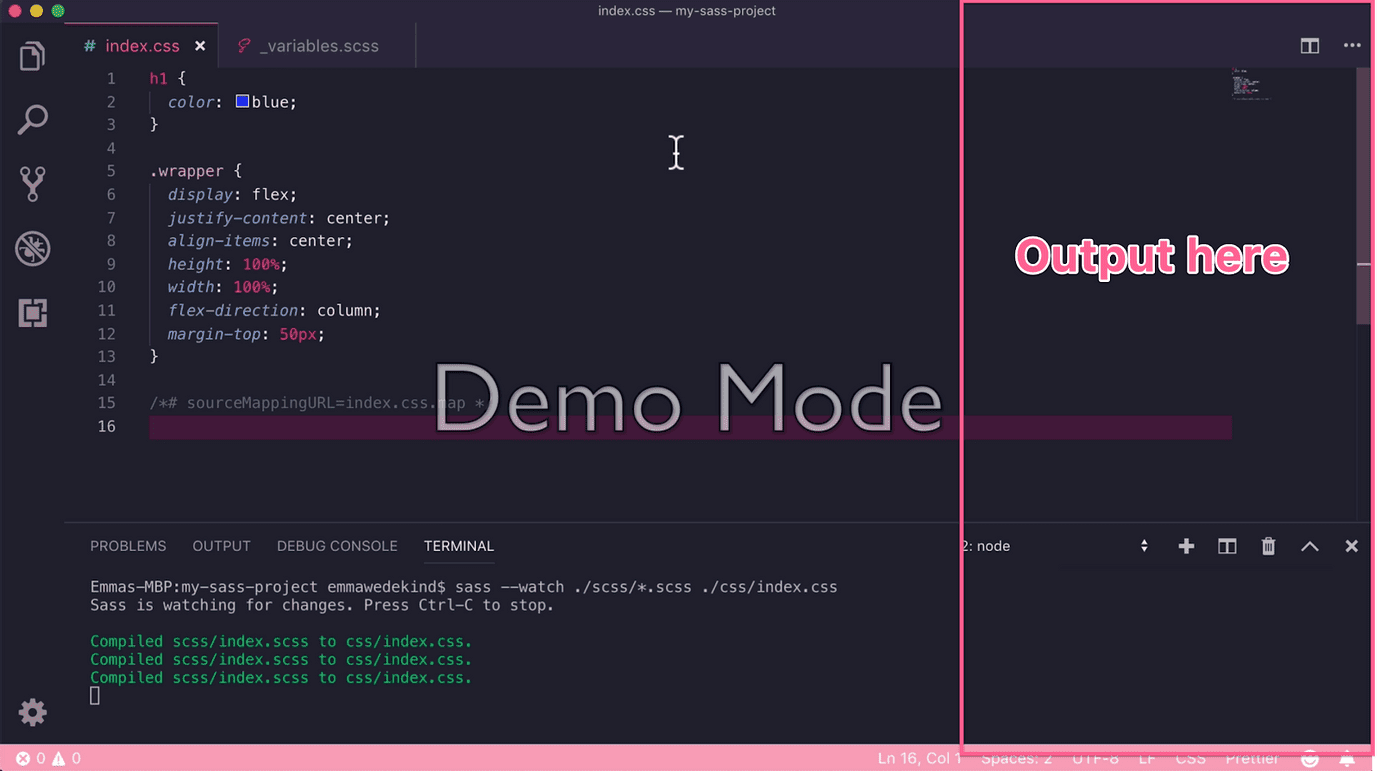 index.css — my-sass-project
# index.css ×
_variables.scss
1 h1 {
2 color: blue;
3 }
4
5 .wrapper {
6 display: flex;
7 justify-content: center;
8 align-items: center;
9 height: 100%;
10 width: 100%;
11 flex-direction: column;
12 margin-top: 50px;
13 }
14
15 /*# sourceMappingURL=index.css.map *
16
Output here
Demo Mode
PROBLEMS OUTPUT DEBUG CONSOLE TERMINAL 2: node
Emmas-MBP:my-sass-project emmawedekind$ sass --watch ./scss/*.scss ./css/index.css
Sass is watching for changes. Press Ctrl-C to stop.
Compiled scss/index.scss to css/index.css.
Compiled scss/index.scss to css/index.css.
Compiled scss/index.scss to css/index.css.
0 0 Ln 16, Col 1 Spaces: 2 UTF-8 LF CSS Prettier